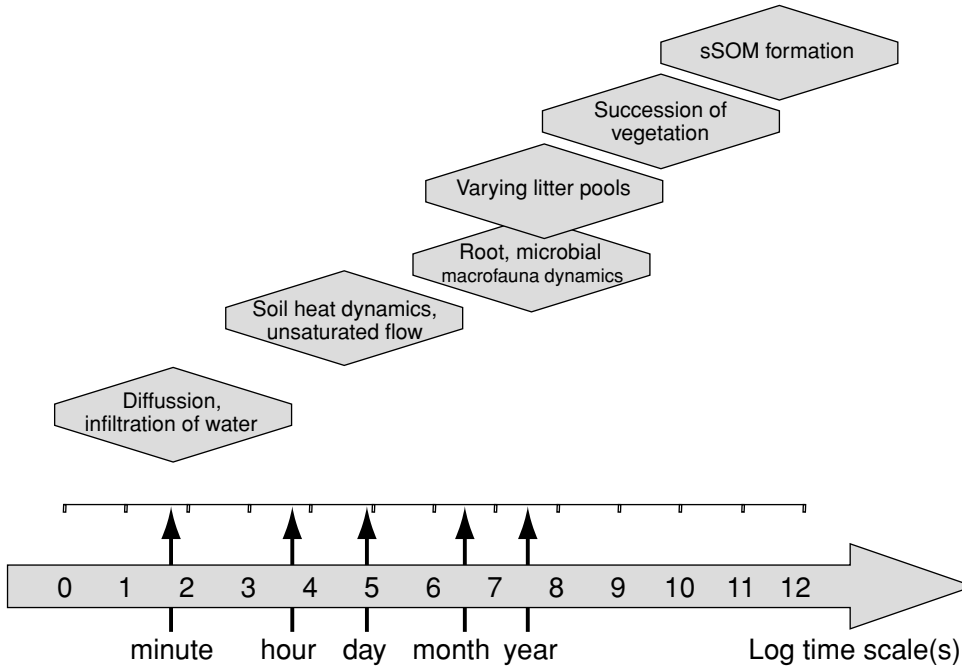 sSOM formation
Succession of
vegetation
Varying litter pools
Root, microbial
macrofauna dynamics
Soil heat dynamics,
unsaturated flow
Diffussion,
infiltration of water
0 1 2 3 4 5 6 7 8 9 10 11 12
minute hour day month year Log time scale(s)